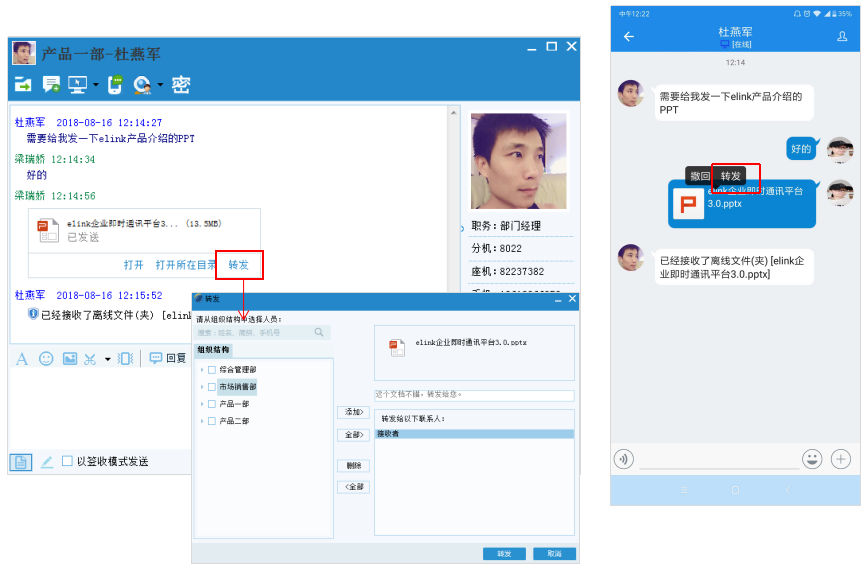 产品一部-杜燕军
密
杜燕军 2018-08-16 12:14:27
需要给我发一下elink产品介绍的PPT
梁瑞娇 12:14:34
好的
梁瑞娇 12:14:56
elink企业即时通讯平台3... (13.5MB)
已发送
打开 打开所在目录 转发
杜燕军 2018-08-16 12:15:52
已经接收了离线文件(夹) [elink
回复
以签收模式发送
职务：部门经理
分机：8022
座机：82237382
转发
请从组织结构中选择人员：
搜索：姓名、简拼、手机号
组织结构
综合管理部
市场销售部
产品一部
产品二部
添加>
全部>
删除
<全部
elink企业即时通讯平台3.0.pptx
这个文档不错，转发给您。
转发给以下联系人：
接收者
转发 取消
中午12:22
35%
杜燕军
[在线]
12:14
需要给我发一下elink产品介绍的
PPT
好的
撤回 转发
elink企业即时通讯平台
3.0.pptx
已经接收了离线文件(夹) [elink企
业即时通讯平台3.0.pptx]